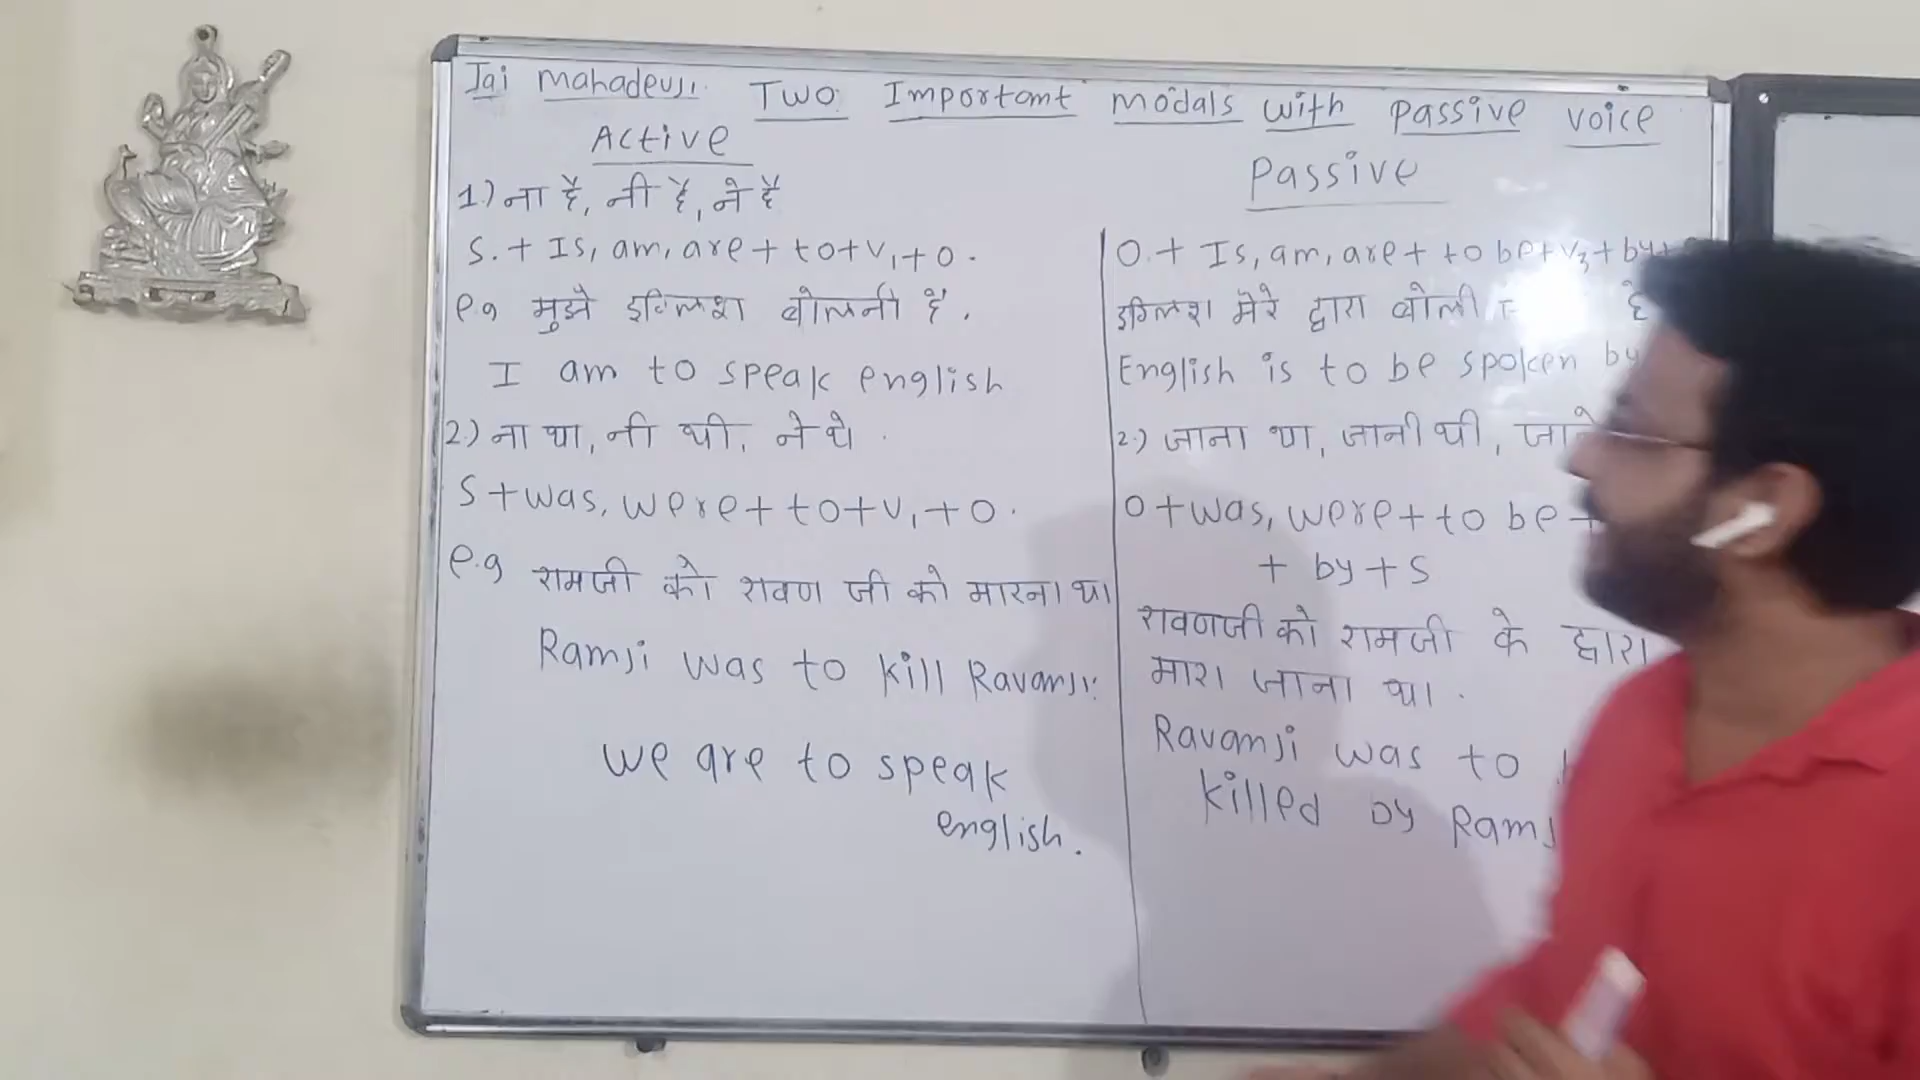 Jai mahadevji. Two Important modals with passive voice
Active
1.) ना है, नी है, ने हैं
S. + Is, am, are + to + V1 + O.
e.g मुझे इंग्लिश बोलनी है.
I am to speak english
2.) ना था, नी थी, ने थे
S + was, were + to + V1 + O.
e.g रामजी को रावण जी को मारना था।
Ramji was to kill Ravanji.
we are to speak
english.
Passive
O. + Is, am, are + to be + V3 + by +
इंग्लिश मेरे द्वारा बोली है
English is to be spoken by
2.) जाना था, जानी थी, जाने
O + was, were + to be +
+ by + S
रावणजी को रामजी के द्वारा
मारा जाना था.
Ravanji was to
killed by Ramj